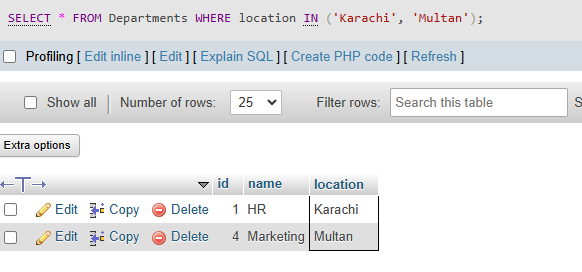 SELECT * FROM Departments WHERE location IN ('Karachi', 'Multan');
Profiling [ Edit inline ] [ Edit ] [ Explain SQL ] [ Create PHP code ] [ Refresh ]
Show all Number of rows: 25 Filter rows: Search this table S
Extra options
←T→ id name location
Edit Copy Delete 1 HR Karachi
Edit Copy Delete 4 Marketing Multan